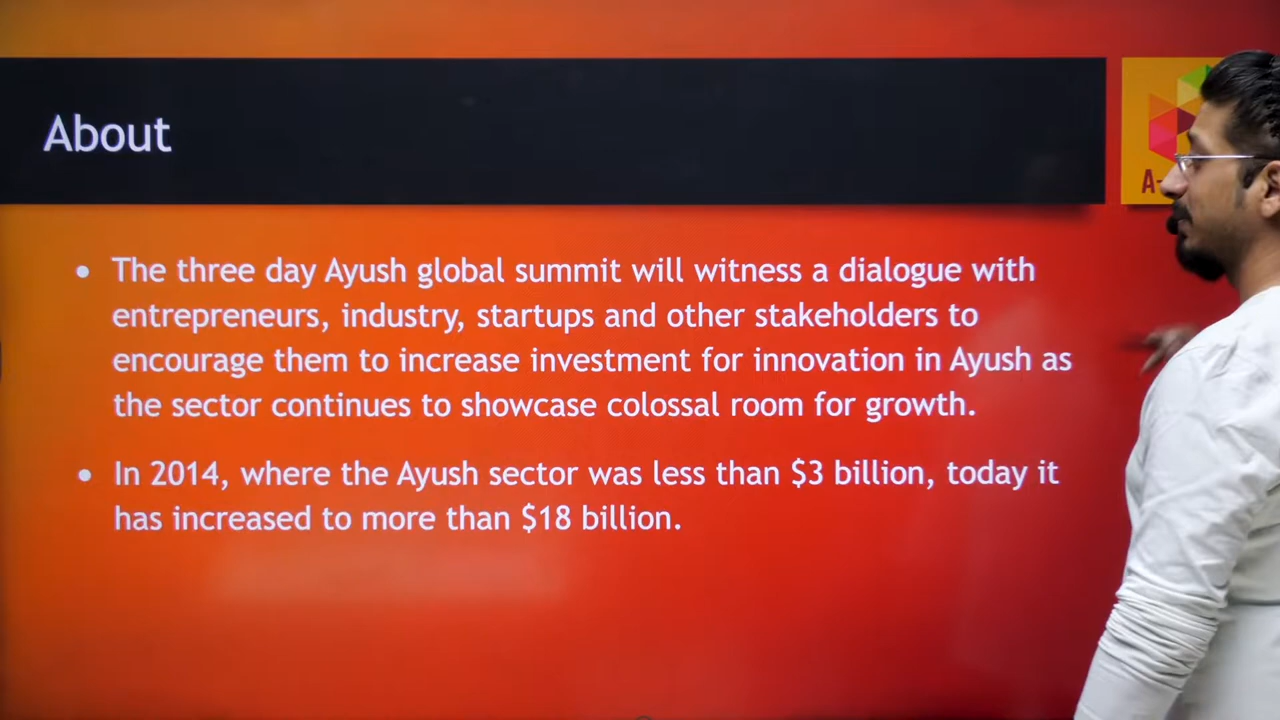 About
The three day Ayush global summit will witness a dialogue with
entrepreneurs, industry, startups and other stakeholders to
encourage them to increase investment for innovation in Ayush as
the sector continues to showcase colossal room for growth.
In 2014, where the Ayush sector was less than $3 billion, today it
has increased to more than $18 billion.